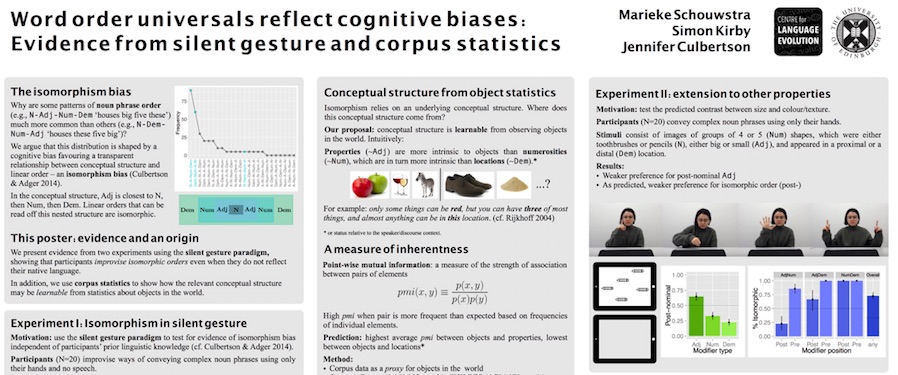 Word order universals reflect cognitive biases:
Evidence from silent gesture and corpus statistics
Marieke Schouwstra
Simon Kirby
Jennifer Culbertson
CENTRE for
LANGUAGE
EVOLUTION
THE UNIVERSITY OF EDINBURGH
The isomorphism bias
Why are some patterns of noun phrase order
(e.g., N-Adj-Num-Dem 'houses big five these')
much more common than others (e.g., N-Dem-
Num-Adj 'houses these five big')?
We argue that this distribution is shaped by a
cognitive bias favouring a transparent
relationship between conceptual structure and
linear order – an isomorphism bias (Culbertson
& Adger 2014).
In the conceptual structure, Adj is closest to N,
then Num, then Dem. Linear orders that can be
read off this nested structure are isomorphic.
Frequency
Dem Num Adj N Adj Num Dem
This poster: evidence and an origin
We present evidence from two experiments using the silent gesture paradigm,
showing that participants improvise isomorphic orders even when they do not reflect
their native language.
In addition, we use corpus statistics to show how the relevant conceptual structure
may be learnable from statistics about objects in the world.
Experiment I: Isomorphism in silent gesture
Motivation: use the silent gesture paradigm to test for evidence of isomorphism bias
independent of participants' prior linguistic knowledge (cf. Culbertson & Adger 2014).
Participants (N=20) improvise ways of conveying complex noun phrases using only
their hands and no speech.
Conceptual structure from object statistics
Isomorphism relies on an underlying conceptual structure. Where does
this conceptual structure come from?
Our proposal: conceptual structure is learnable from observing objects
in the world. Intuitively:
Properties (~Adj) are more intrinsic to objects than numerosities
(~Num), which are in turn more intrinsic than locations (~Dem).*
...?
For example: only some things can be red, but you can have three of most
things, and almost anything can be in this location. (cf. Rijkhoff 2004)
* or status relative to the speaker/discourse context.
A measure of inherentness
Point-wise mutual information: a measure of the strength of association
between pairs of elements
pmi(x, y) ≡ p(x, y) / p(x)p(y)
High pmi when pair is more frequent than expected based on frequencies
of individual elements.
Prediction: highest average pmi between objects and properties, lowest
between objects and locations*
Method:
• Corpus data as a proxy for objects in the world
Experiment II: extension to other properties
Motivation: test the predicted contrast between size and colour/texture.
Participants (N=20) convey complex noun phrases using only their hands.
Stimuli consist of images of groups of 4 or 5 (Num) shapes, which were either
toothbrushes or pencils (N), either big or small (Adj), and appeared in a proximal or a
distal (Dem) location.
Results:
• Weaker preference for post-nominal Adj
• As predicted, weaker preference for isomorphic order (post-)
Post-nominal
1.00
0.75
0.50
0.25
0.00
Adj Num Dem
Modifier type
% Isomorphic
AdjNum AdjDem NumDem Overall
1.00
0.75
0.50
0.25
0.00
Post Pre Post Pre Post Pre any
Modifier position